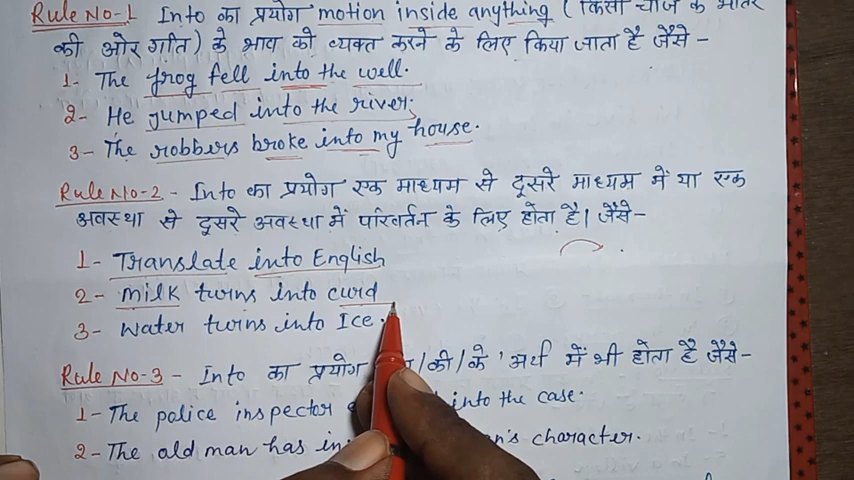 Rule No-1 Into का प्रयोग motion inside anything (किसी चीज के भीतर
की ओर गति) के भाव को व्यक्त करने के लिए किया जाता है जैसे -
1- The frog fell into the well.
2- He jumped into the river.
3- The robbers broke into my house.
Rule No-2 - Into का प्रयोग एक माध्यम से दूसरे माध्यम में या एक
अवस्था से दूसरे अवस्था में परिवर्तन के लिए होता है। जैसे -
1- Translate into English
2- Milk turns into curd
3- Water turns into Ice.
Rule No-3 - Into का प्रयोग /की/के ' अर्थ में भी होता है जैसे -
1- The police inspector into the case.
2- The old man has character.